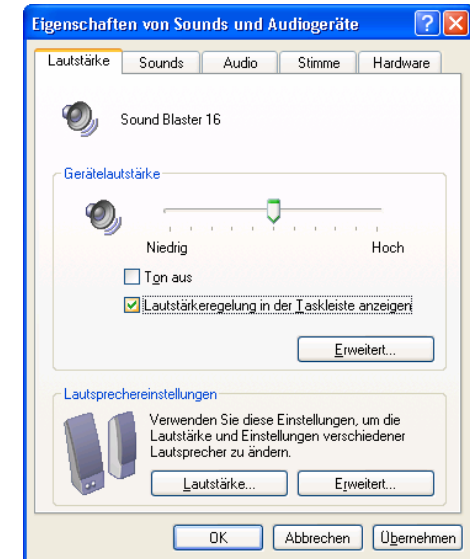 Eigenschaften von Sounds und Audiogeräte
Lautstärke Sounds Audio Stimme Hardware
Sound Blaster 16
Gerätelautstärke
Niedrig Hoch
Ton aus
Lautstärkeregelung in der Taskleiste anzeigen
Erweitert...
Lautsprechereinstellungen
Verwenden Sie diese Einstellungen, um die
Lautstärke und Einstellungen verschiedener
Lautsprecher zu ändern.
Lautstärke... Erweitert...
OK Abbrechen Übernehmen